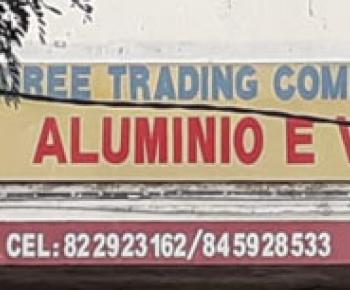 REE TRADING COM
ALUMINIO E V
CEL: 822923162/845928533